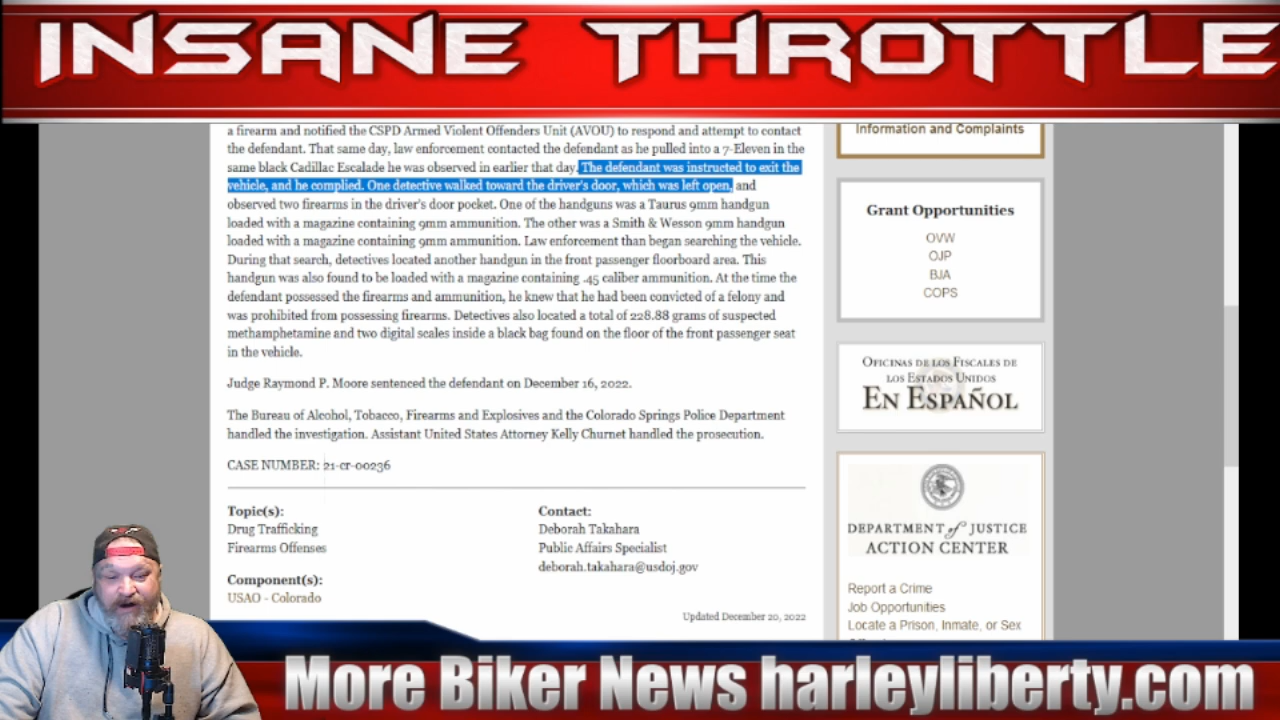 INSANE THROTTLE
a firearm and notified the CSPD Armed Violent Offenders Unit (AVOU) to respond and attempt to contact
the defendant. That same day, law enforcement contacted the defendant as he pulled into a 7-Eleven in the
same black Cadillac Escalade he was observed in earlier that day. The defendant was instructed to exit the
vehicle, and he complied. One detective walked toward the driver's door, which was left open, and
observed two firearms in the driver's door pocket. One of the handguns was a Taurus 9mm handgun
loaded with a magazine containing 9mm ammunition. The other was a Smith & Wesson 9mm handgun
loaded with a magazine containing 9mm ammunition. Law enforcement than began searching the vehicle.
During that search, detectives located another handgun in the front passenger floorboard area. This
handgun was also found to be loaded with a magazine containing .45 caliber ammunition. At the time the
defendant possessed the firearms and ammunition, he knew that he had been convicted of a felony and
was prohibited from possessing firearms. Detectives also located a total of 228.88 grams of suspected
methamphetamine and two digital scales inside a black bag found on the floor of the front passenger seat
in the vehicle.
Judge Raymond P. Moore sentenced the defendant on December 16, 2022.
The Bureau of Alcohol, Tobacco, Firearms and Explosives and the Colorado Springs Police Department
handled the investigation. Assistant United States Attorney Kelly Churnet handled the prosecution.
CASE NUMBER: 21-cr-00236
Topic(s):
Drug Trafficking
Firearms Offenses
Contact:
Deborah Takahara
Public Affairs Specialist
deborah.takahara@usdoj.gov
Component(s):
USAO - Colorado
Updated December 20, 2022
Information and Complaints
Grant Opportunities
OVW
OJP
BJA
COPS
OFICINAS DE LOS FISCALES DE
LOS ESTADOS UNIDOS
EN ESPAÑOL
DEPARTMENT of JUSTICE
ACTION CENTER
Report a Crime
Job Opportunities
Locate a Prison, Inmate, or Sex
More Biker News harleyliberty.com